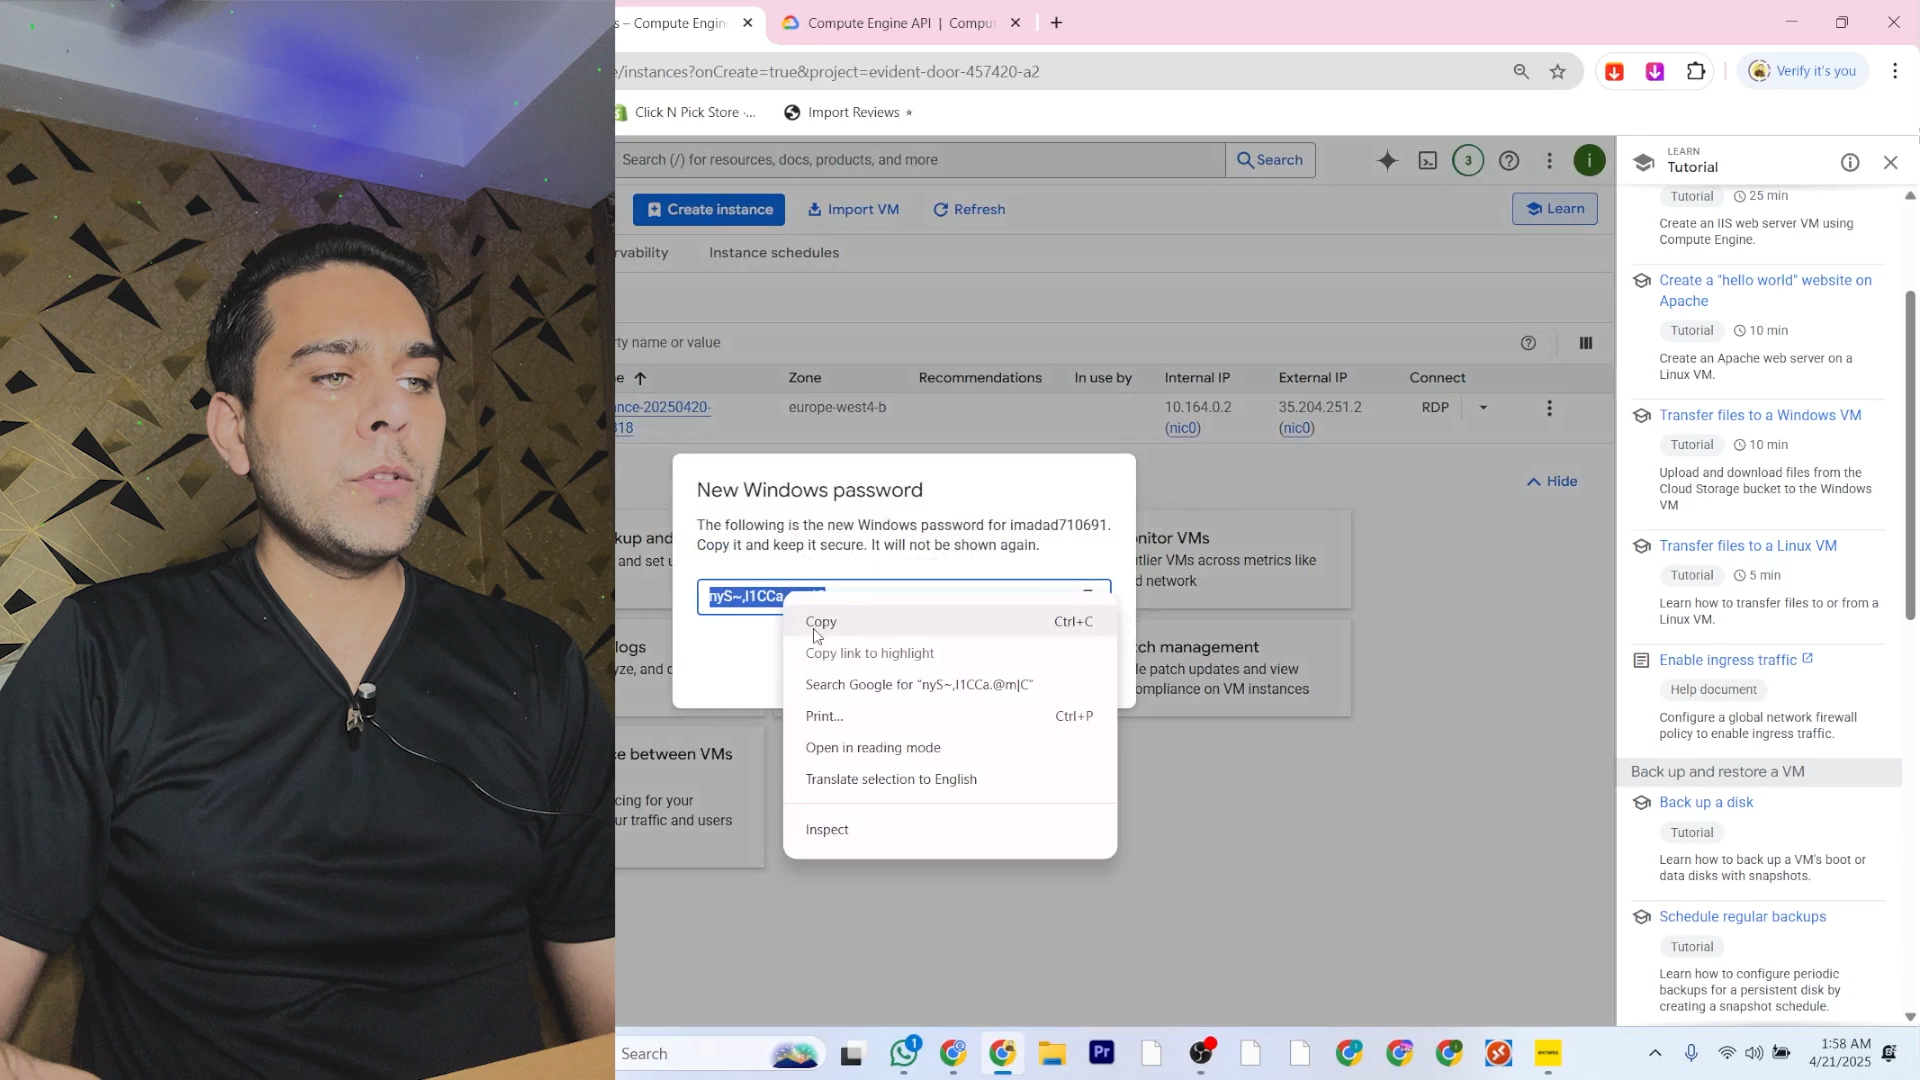 s – Compute Engin
Compute Engine API | Comput
e/instances?onCreate=true&project=evident-door-457420-a2
Verify it's you
Click N Pick Store -...
Import Reviews ⭑
Search (/) for resources, docs, products, and more
Search
3
i
LEARN
Tutorial
Create instance
Import VM
Refresh
Learn
rvability
Instance schedules
rty name or value
e
Zone
Recommendations
In use by
Internal IP
External IP
Connect
nce-20250420-
318
europe-west4-b
10.164.0.2
(nic0)
35.204.251.2
(nic0)
RDP
Hide
New Windows password
The following is the new Windows password for imadad710691.
Copy it and keep it secure. It will not be shown again.
nyS~,I1CCa
Copy
Ctrl+C
Copy link to highlight
Search Google for "nyS~,I1CCa.@m|C"
Print...
Ctrl+P
Open in reading mode
Translate selection to English
Inspect
kup and
and set u
onitor VMs
tlier VMs across metrics like
d network
logs
yze, and d
tch management
le patch updates and view
ompliance on VM instances
ce between VMs
cing for your
ur traffic and users
Tutorial
25 min
Create an IIS web server VM using
Compute Engine.
Create a "hello world" website on
Apache
Tutorial
10 min
Create an Apache web server on a
Linux VM.
Transfer files to a Windows VM
Tutorial
10 min
Upload and download files from the
Cloud Storage bucket to the Windows
VM
Transfer files to a Linux VM
Tutorial
5 min
Learn how to transfer files to or from a
Linux VM.
Enable ingress traffic
Help document
Configure a global network firewall
policy to enable ingress traffic.
Back up and restore a VM
Back up a disk
Tutorial
Learn how to back up a VM's boot or
data disks with snapshots.
Schedule regular backups
Tutorial
Learn how to configure periodic
backups for a persistent disk by
creating a snapshot schedule.
Search
1
Pr
1:58 AM
4/21/2025